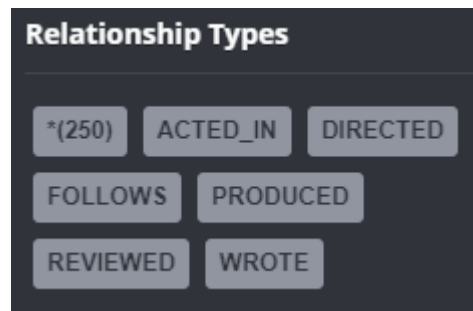 Relationship Types
*(250) ACTED_IN DIRECTED
FOLLOWS PRODUCED
REVIEWED WROTE